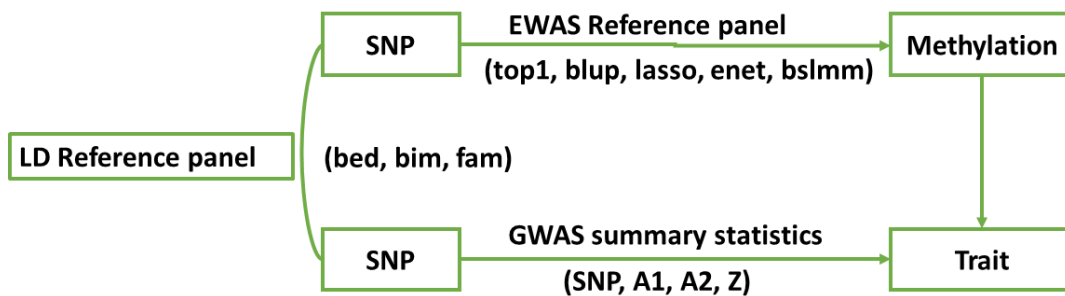 SNP
EWAS Reference panel
(top1, blup, lasso, enet, bslmm)
Methylation
LD Reference panel
(bed, bim, fam)
SNP
GWAS summary statistics
(SNP, A1, A2, Z)
Trait